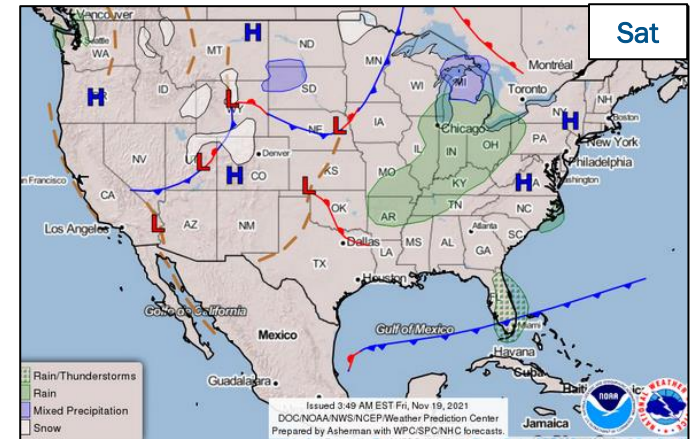 Sat
Vancouver
Seattle
WA
MT
ND
MN
Montréal
H
OR
H
ID
SD
WI
MI
Toronto
NH
L
WY
NY
H
Boston
NE
L
IA
Chicago
PA
New York
NV
UT
L
Denver
IL
IN
OH
Philadelphia
n Francisco
H
CO
KS
MO
H
VA
Washington
CA
L
KY
Los Angeles
L
AZ
NM
OK
AR
TN
NC
Dallas
MS
AL
Atlanta
SC
TX
LA
GA
Houston
FL
Golfo de California
Mexico
Gulf of Mexico
Miami
Havana
Cuba
Guadalajara
Haiti
Jamaica
Rain/Thunderstorms
Rain
Mixed Precipitation
Snow
Issued 3:49 AM EST Fri, Nov 19, 2021
DOC/NOAA/NWS/NCEP/Weather Prediction Center
Prepared by Asherman with WPC/SPC/NHC forecasts.
NOAA